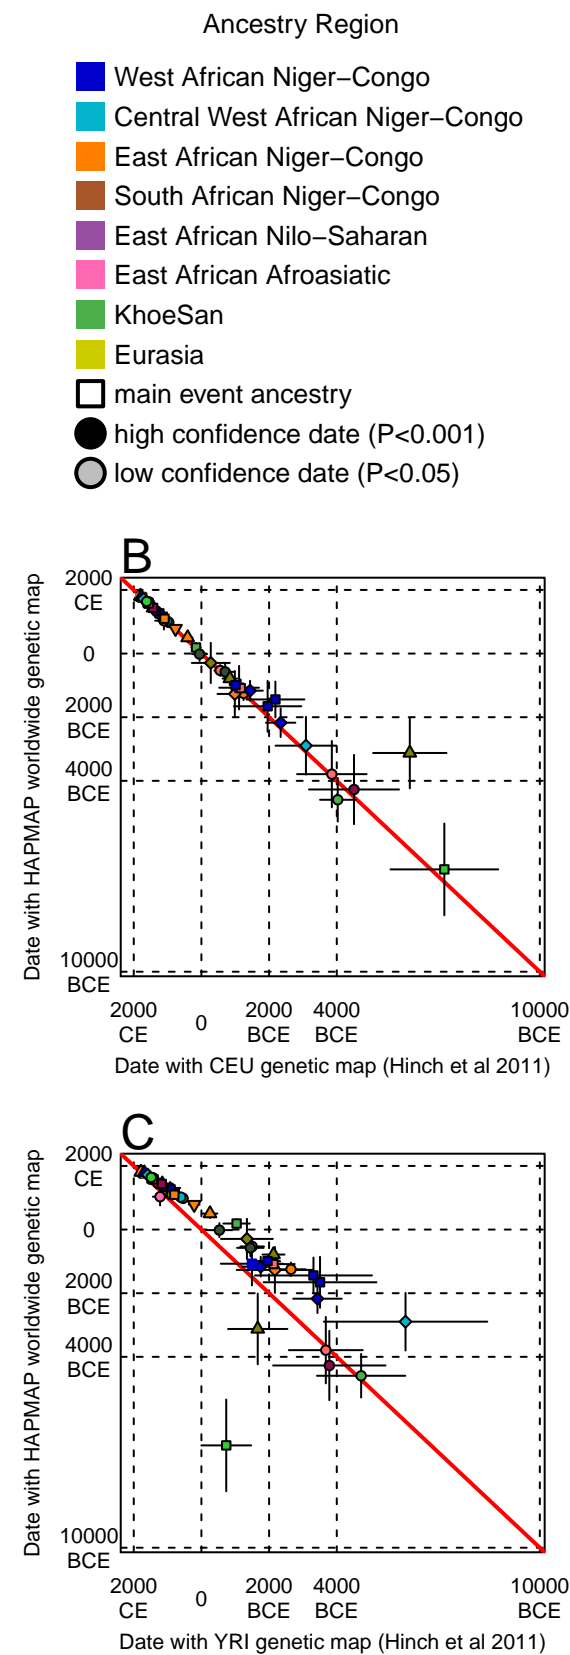 Ancestry Region
West African Niger−Congo
Central West African Niger−Congo
East African Niger−Congo
South African Niger−Congo
East African Nilo−Saharan
East African Afroasiatic
KhoeSan
Eurasia
main event ancestry
high confidence date (P<0.001)
low confidence date (P<0.05)
B
Date with HAPMAP worldwide genetic map
2000
CE
0
2000
BCE
4000
BCE
10000
BCE
2000
CE
0
2000
BCE
4000
BCE
10000
BCE
Date with CEU genetic map (Hinch et al 2011)
C
Date with HAPMAP worldwide genetic map
2000
CE
0
2000
BCE
4000
BCE
10000
BCE
2000
CE
0
2000
BCE
4000
BCE
10000
BCE
Date with YRI genetic map (Hinch et al 2011)